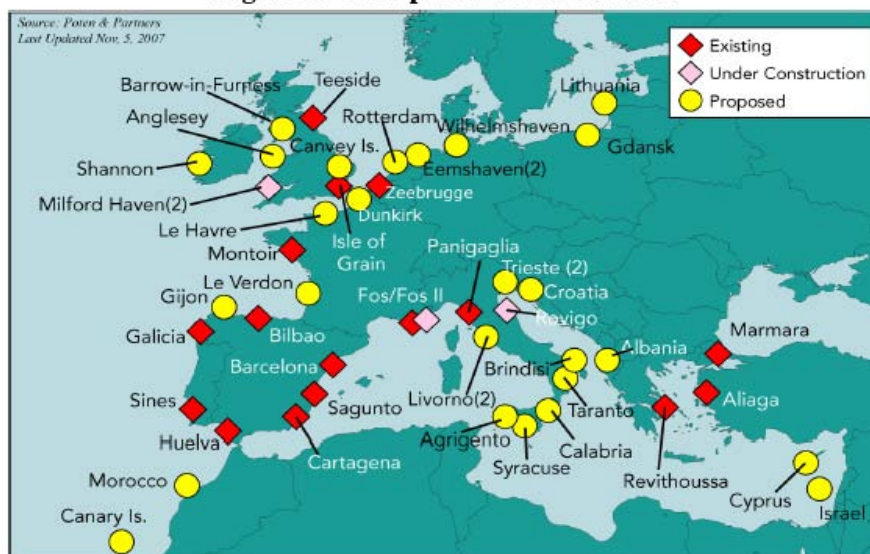 Source: Poten & Partners
Last Updated Nov, 5, 2007
Existing
Under Construction
Proposed
Barrow-in-Furness
Teeside
Lithuania
Anglesey
Rotterdam
Wilhelmshaven
Canvey Is.
Gdansk
Shannon
Eemshaven(2)
Milford Haven(2)
Zeebrugge
Dunkirk
Le Havre
Isle of
Grain
Panigaglia
Montoir
Trieste (2)
Le Verdon
Croatia
Gijon
Fos/Fos II
Rovigo
Galicia
Bilbao
Marmara
Barcelona
Brindisi
Albania
Livorno(2)
Aliaga
Sines
Sagunto
Taranto
Huelva
Agrigento
Calabria
Cartagena
Syracuse
Revithoussa
Morocco
Cyprus
Israel
Canary Is.